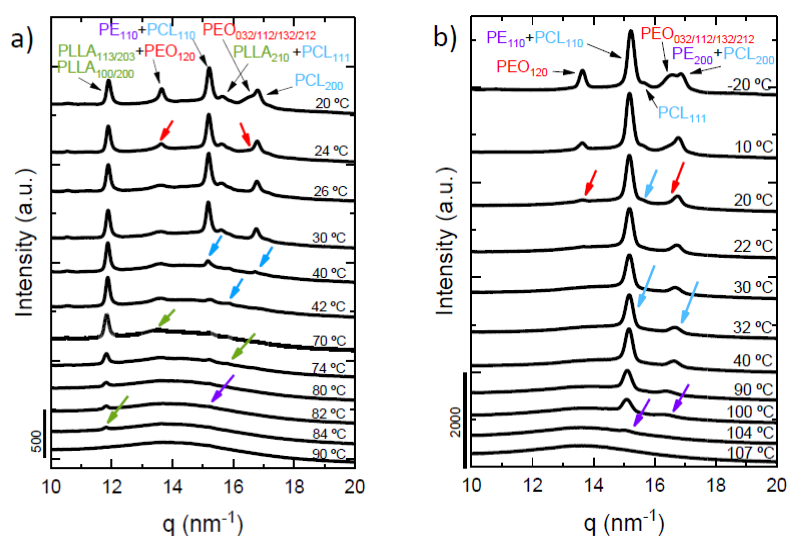 a)
PE110+PCL110
PEO032/112/132/212
PLLA113/203+PEO120
PLLA210+PCL111
PLLA100/200
PCL200
20 ºC
24 ºC
26 ºC
30 ºC
40 ºC
42 ºC
70 ºC
74 ºC
80 ºC
82 ºC
84 ºC
90 ºC
500
Intensity (a.u.)
10 12 14 16 18 20
q (nm-1)
b)
PEO032/112/132/212
PE110+PCL110
PE200+PCL200
PEO120
PCL111
-20 ºC
10 ºC
20 ºC
22 ºC
30 ºC
32 ºC
40 ºC
90 ºC
100 ºC
104 ºC
107 ºC
2000
Intensity (a.u.)
10 12 14 16 18 20
q (nm-1)